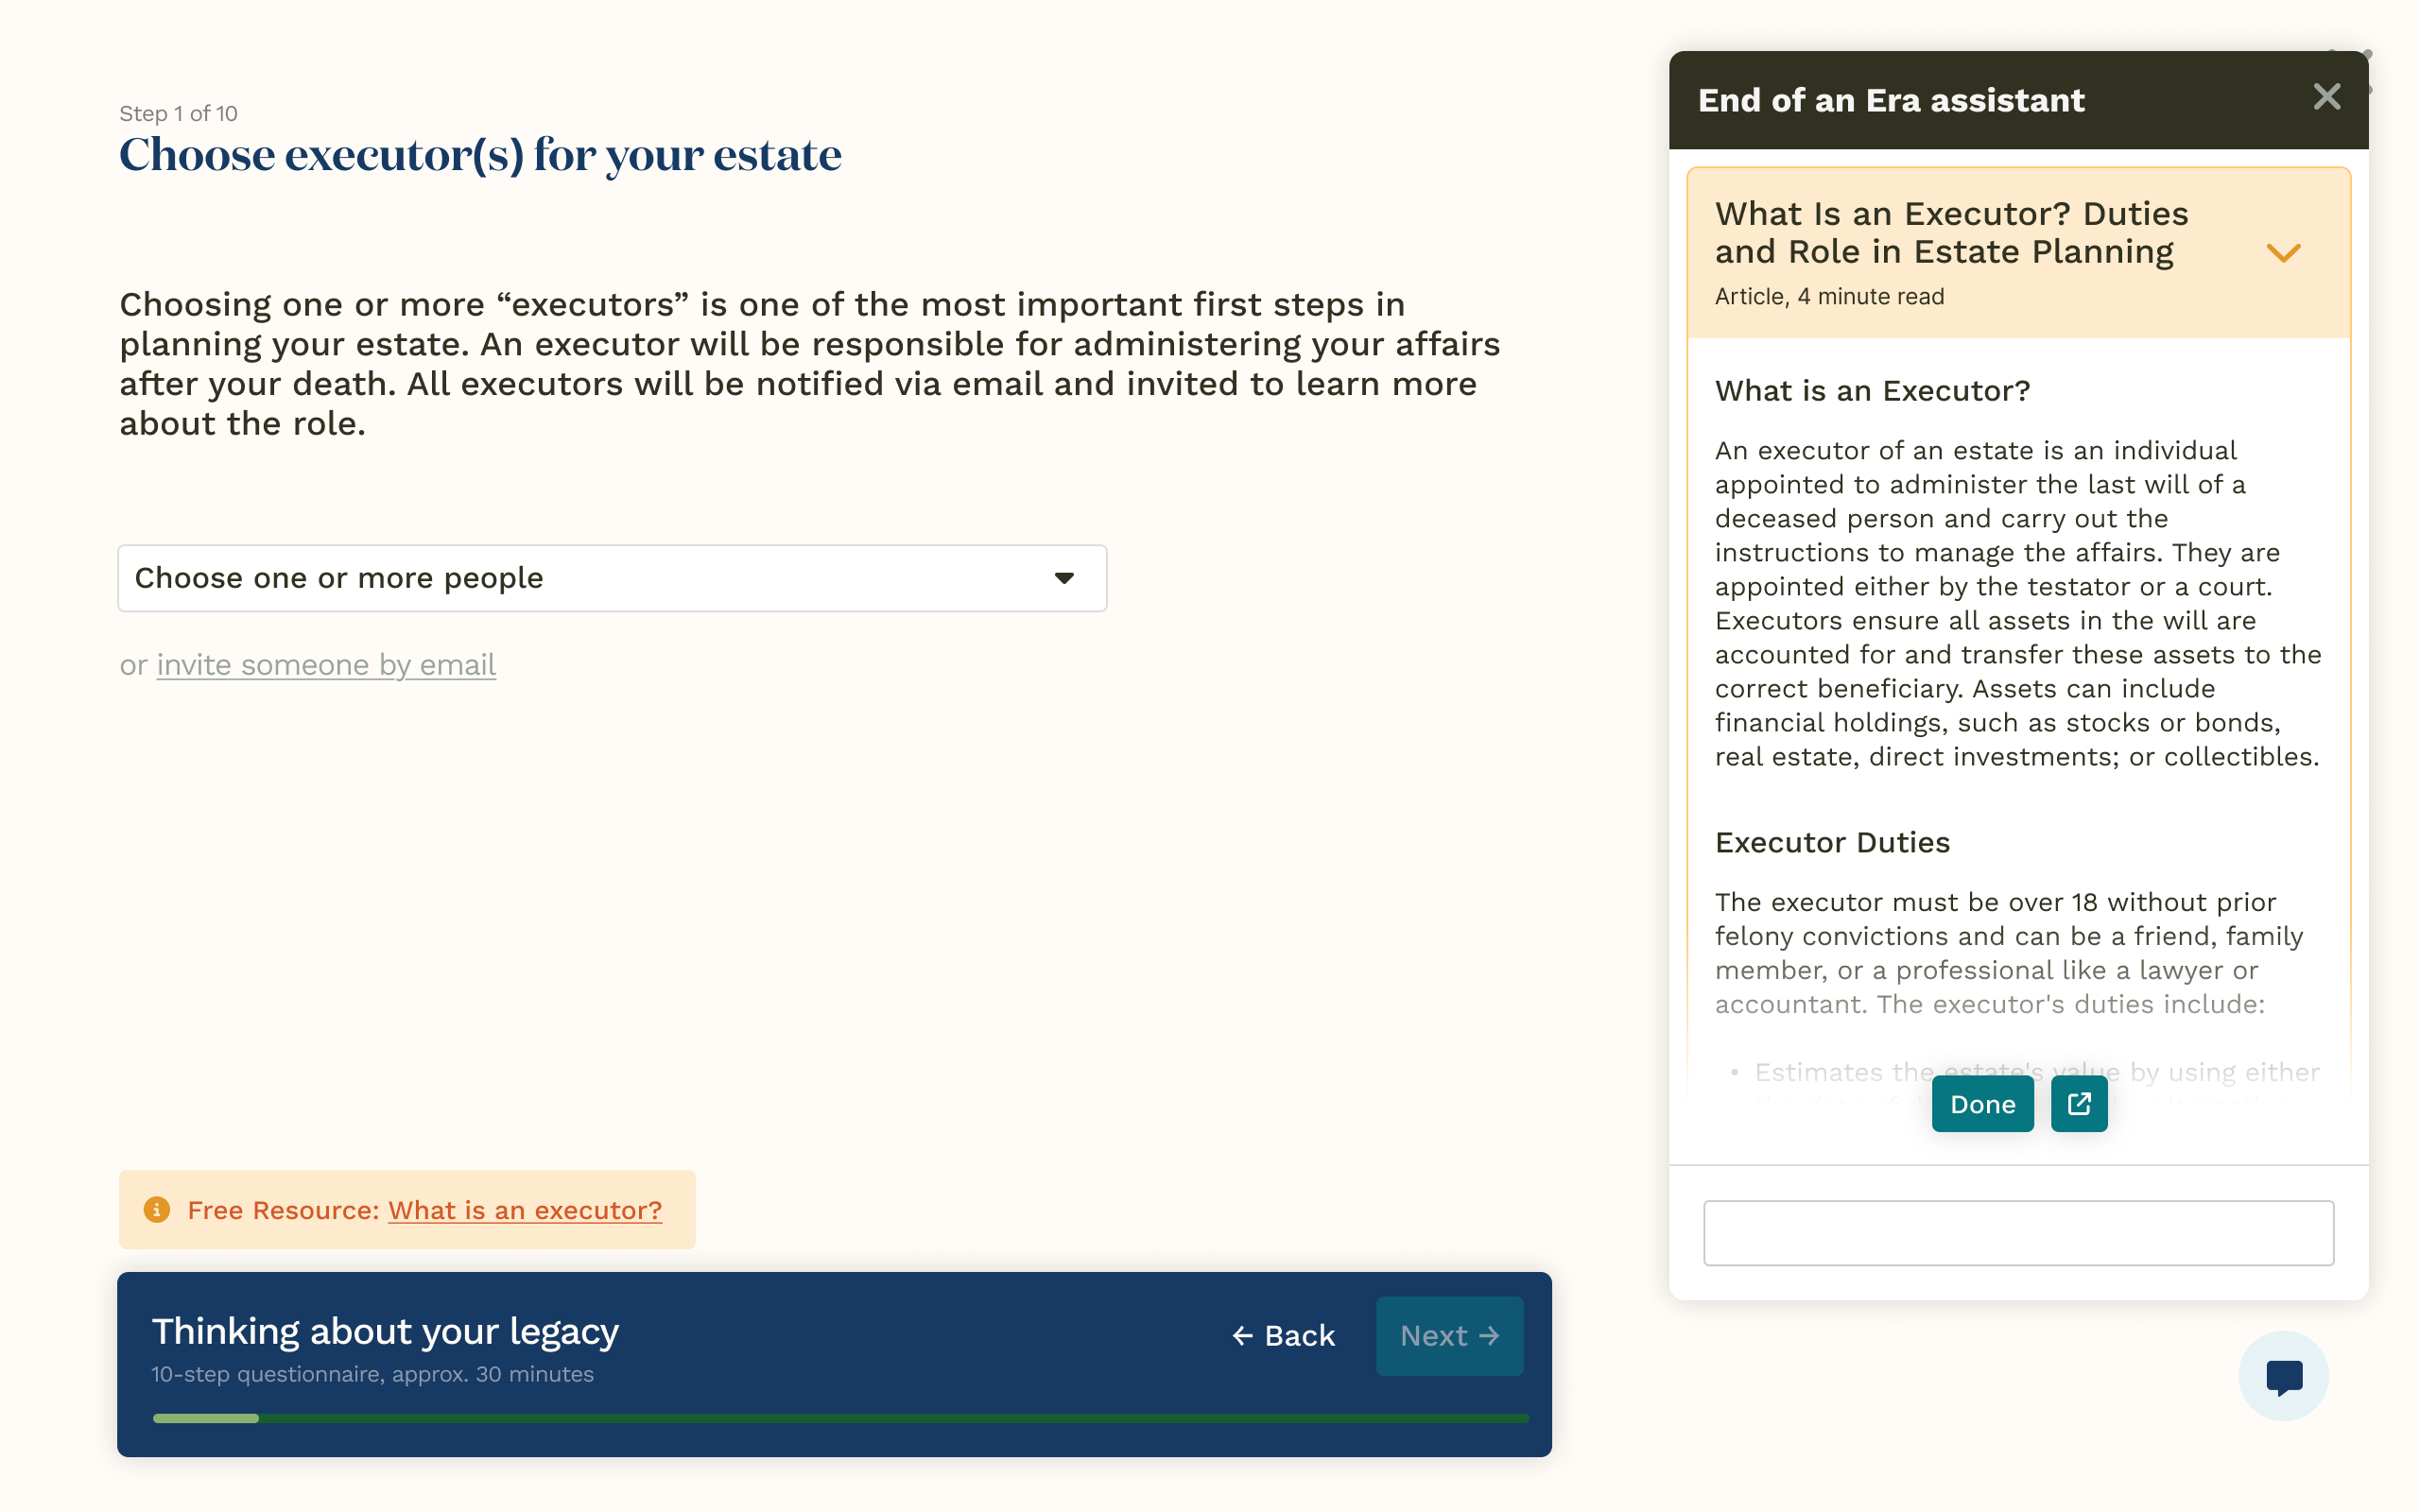 Step 1 of 10
Choose executor(s) for your estate
Choosing one or more “executors” is one of the most important first steps in
planning your estate. An executor will be responsible for administering your affairs
after your death. All executors will be notified via email and invited to learn more
about the role.
Choose one or more people
or invite someone by email
Free Resource: What is an executor?
Thinking about your legacy
10-step questionnaire, approx. 30 minutes
← Back
Next →
End of an Era assistant
What Is an Executor? Duties
and Role in Estate Planning
Article, 4 minute read
What is an Executor?
An executor of an estate is an individual
appointed to administer the last will of a
deceased person and carry out the
instructions to manage the affairs. They are
appointed either by the testator or a court.
Executors ensure all assets in the will are
accounted for and transfer these assets to the
correct beneficiary. Assets can include
financial holdings, such as stocks or bonds,
real estate, direct investments; or collectibles.
Executor Duties
The executor must be over 18 without prior
felony convictions and can be a friend, family
member, or a professional like a lawyer or
accountant. The executor's duties include:
• Estimates the estate's value by using either
Done